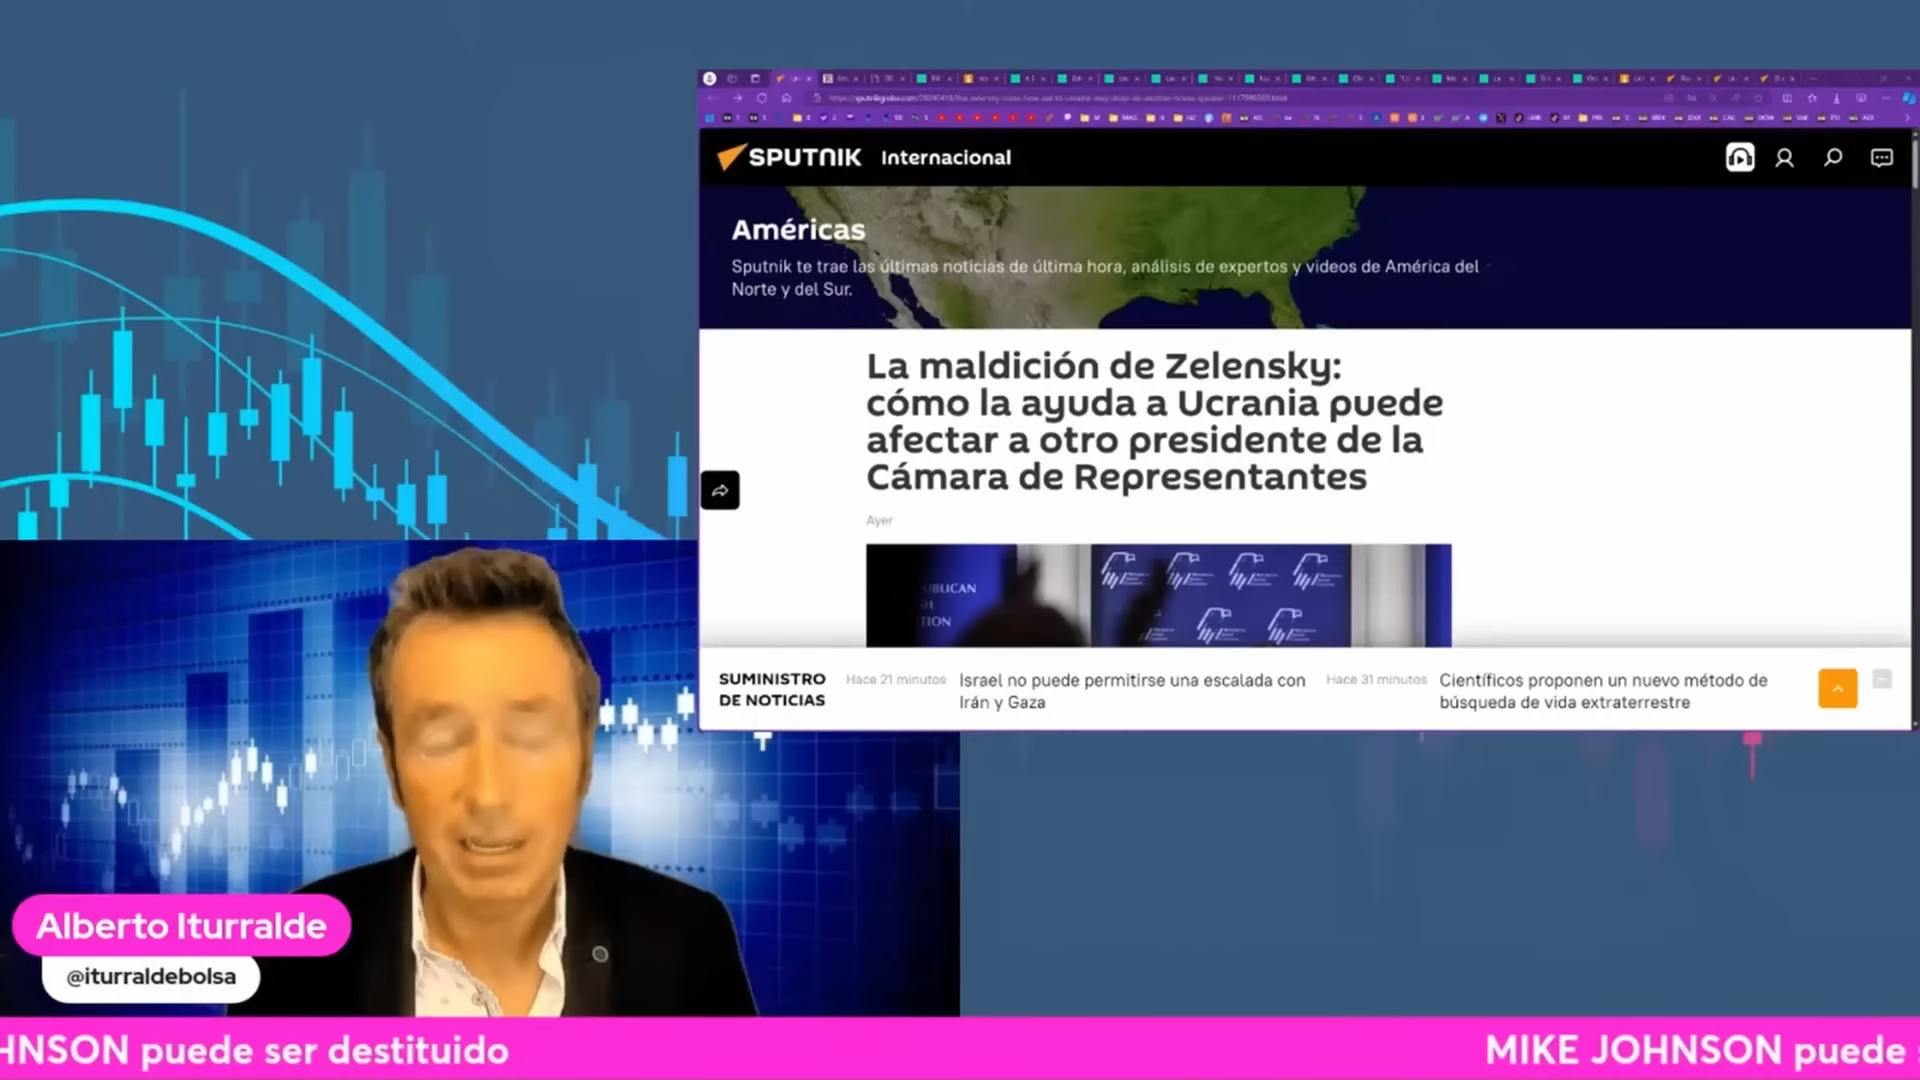 SPUTNIK Internacional
Américas
Sputnik te trae las últimas noticias de última hora, análisis de expertos y videos de América del
Norte y del Sur.
La maldición de Zelensky:
cómo la ayuda a Ucrania puede
afectar a otro presidente de la
Cámara de Representantes
Ayer
UBLICAN
TION
SUMINISTRO
DE NOTICIAS
Hace 21 minutos
Israel no puede permitirse una escalada con
Irán y Gaza
Hace 31 minutos
Científicos proponen un nuevo método de
búsqueda de vida extraterrestre
Alberto Iturralde
@iturraldebolsa
HNSON puede ser destituido
MIKE JOHNSON puede s